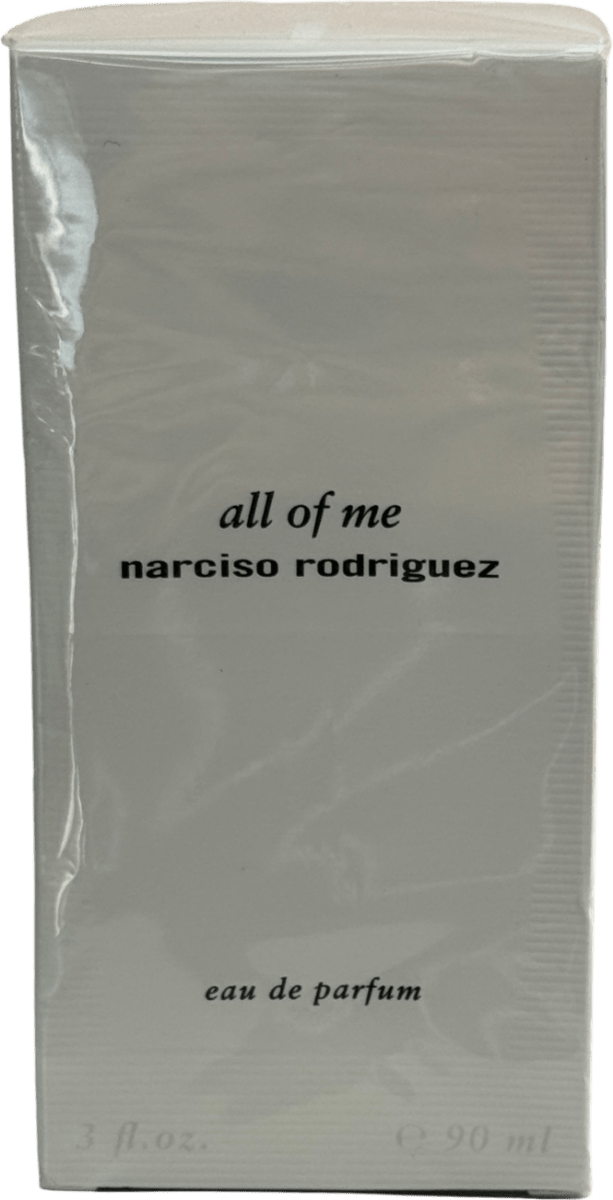 all of me
narciso rodriguez
eau de parfum
3 fl.oz. ℮ 90 ml